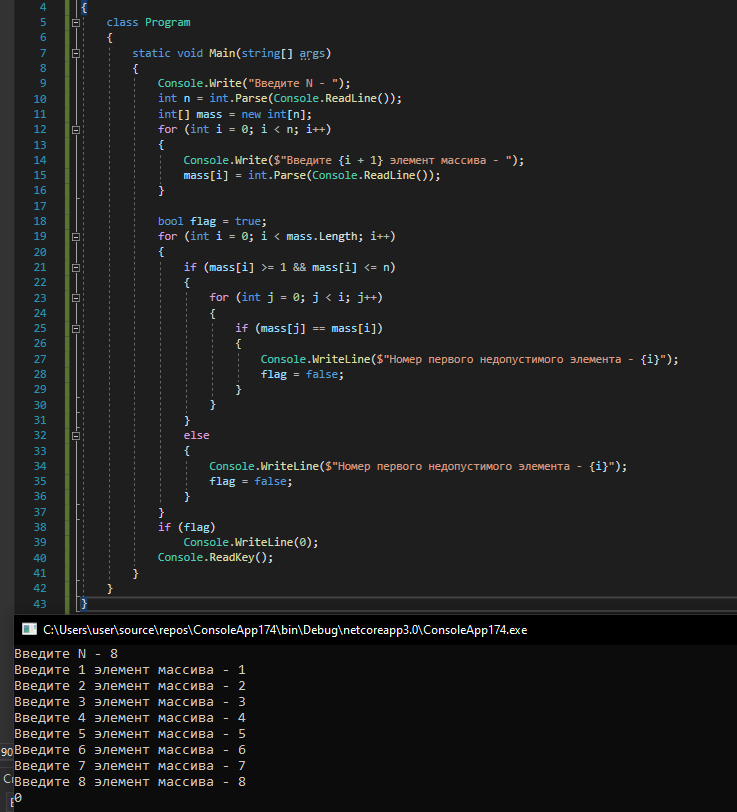 4 {
5 class Program
6 {
7 static void Main(string[] args)
8 {
9 Console.Write("Введите N - ");
10 int n = int.Parse(Console.ReadLine());
11 int[] mass = new int[n];
12 for (int i = 0; i < n; i++)
13 {
14 Console.Write($"Введите {i + 1} элемент массива - ");
15 mass[i] = int.Parse(Console.ReadLine());
16 }
17
18 bool flag = true;
19 for (int i = 0; i < mass.Length; i++)
20 {
21 if (mass[i] >= 1 && mass[i] <= n)
22 {
23 for (int j = 0; j < i; j++)
24 {
25 if (mass[j] == mass[i])
26 {
27 Console.WriteLine($"Номер первого недопустимого элемента - {i}");
28 flag = false;
29 }
30 }
31 }
32 else
33 {
34 Console.WriteLine($"Номер первого недопустимого элемента - {i}");
35 flag = false;
36 }
37 }
38 if (flag)
39 Console.WriteLine(0);
40 Console.ReadKey();
41 }
42 }
43 }
C:\Users\user\source\repos\ConsoleApp174\bin\Debug\netcoreapp3.0\ConsoleApp174.exe
Введите N - 8
Введите 1 элемент массива - 1
Введите 2 элемент массива - 2
Введите 3 элемент массива - 3
Введите 4 элемент массива - 4
Введите 5 элемент массива - 5
Введите 6 элемент массива - 6
90
Введите 7 элемент массива - 7
Введите 8 элемент массива - 8
0